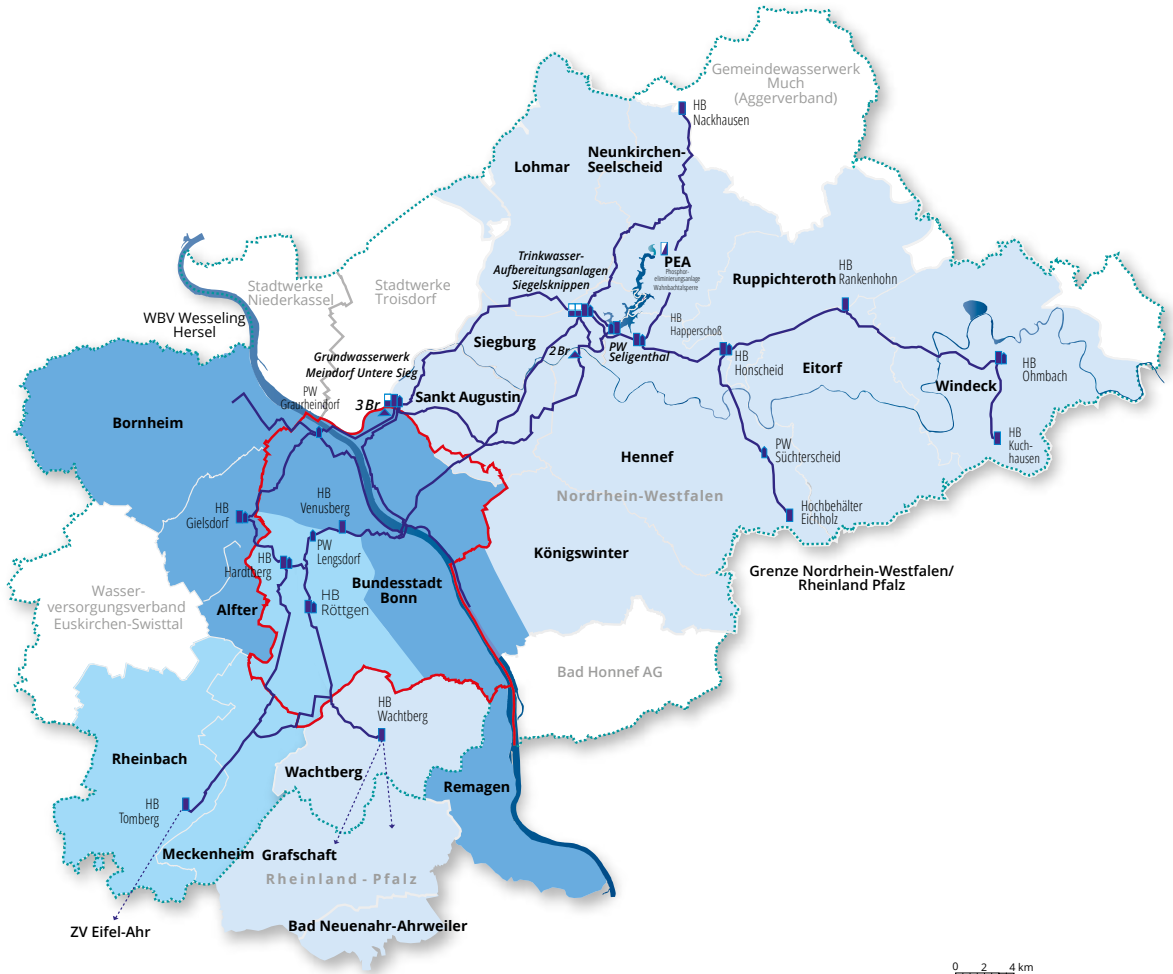 Gemeindewasserwerk
Much
(Aggerverband)
HB
Nackhausen
Neunkirchen-
Seelscheid
Lohmar
Trinkwasser-
Aufbereitungsanlagen
Siegelsknippen
PEA
Phosphor-
eliminierungsanlage
Wahnbachtalsperre
Ruppichteroth
HB
Rankenhohn
Stadtwerke
Niederkassel
Stadtwerke
Troisdorf
WBV Wesseling
Hersel
Siegburg
2 Br
PW
Seligenthal
HB
Happerschoß
HB
Honscheid
Eitorf
Windeck
HB
Ohmbach
Grundwasserwerk
Meindorf Untere Sieg
3 Br
Sankt Augustin
PW
Graurheindorf
Bornheim
HB
Kuch-
hausen
Hennef
PW
Süchterscheid
Nordrhein-Westfalen
Hochbehälter
Eichholz
HB
Gielsdorf
HB
Venusberg
PW
Lengsdorf
HB
Hardtberg
Königswinter
Grenze Nordrhein-Westfalen/
Rheinland Pfalz
Bundesstadt
Bonn
HB
Röttgen
Alfter
Wasser-
versorgungsverband
Euskirchen-Swisttal
Bad Honnef AG
HB
Wachtberg
Rheinbach
Wachtberg
Remagen
HB
Tomberg
Meckenheim
Grafschaft
Rheinland - Pfalz
Bad Neuenahr-Ahrweiler
ZV Eifel-Ahr
0 2 4 km